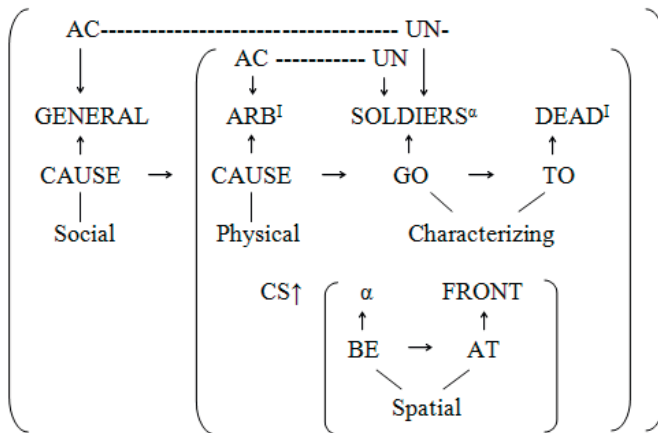 AC UN-
AC UN
GENERAL ARBᴵ SOLDIERSᵅ DEADᴵ
CAUSE → CAUSE → GO → TO
Social Physical Characterizing
CS↑ α FRONT
BE → AT
Spatial